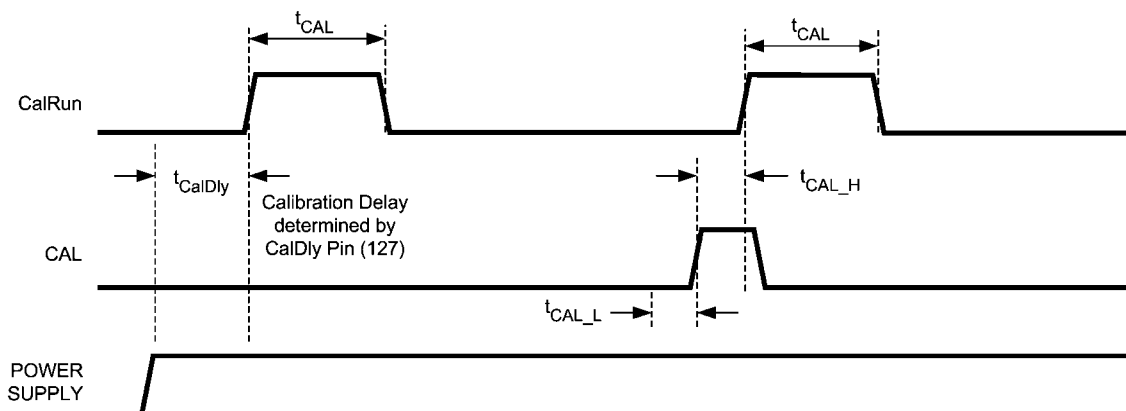 tCAL
tCAL
CalRun
tCalDly
tCAL_H
Calibration Delay
determined by
CalDly Pin (127)
CAL
tCAL_L
POWER
SUPPLY